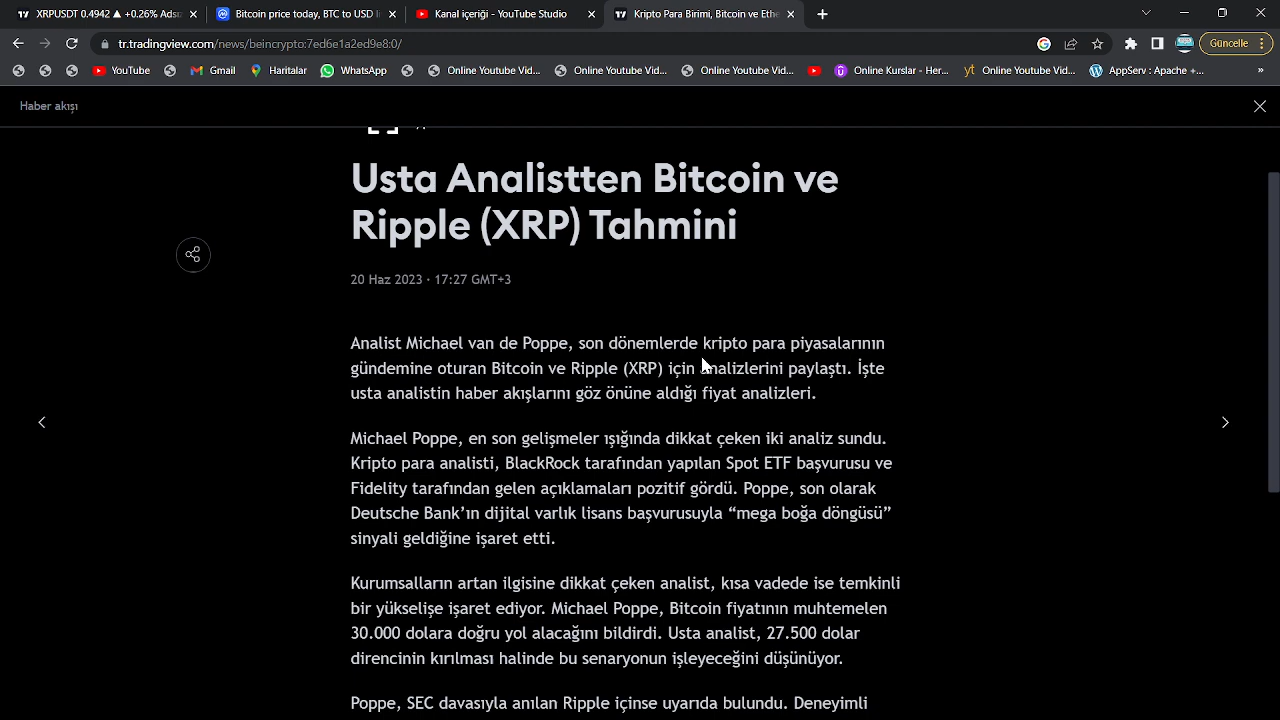 XRPUSDT 0.4942 ▲ +0.26% Adsı
Bitcoin price today, BTC to USD li
Kanal içeriği - YouTube Studio
Kripto Para Birimi, Bitcoin ve Ethe
tr.tradingview.com/news/beincrypto:7ed6e1a2ed9e8:0/
Güncelle
YouTube
Gmail
Haritalar
WhatsApp
Online Youtube Vid...
Online Youtube Vid...
Online Youtube Vid...
Online Kurslar - Her...
Online Youtube Vid...
AppServ : Apache +...
Haber akışı
Usta Analistten Bitcoin ve
Ripple (XRP) Tahmini
20 Haz 2023 · 17:27 GMT+3
Analist Michael van de Poppe, son dönemlerde kripto para piyasalarının
gündemine oturan Bitcoin ve Ripple (XRP) için analizlerini paylaştı. İşte
usta analistin haber akışlarını göz önüne aldığı fiyat analizleri.
Michael Poppe, en son gelişmeler ışığında dikkat çeken iki analiz sundu.
Kripto para analisti, BlackRock tarafından yapılan Spot ETF başvurusu ve
Fidelity tarafından gelen açıklamaları pozitif gördü. Poppe, son olarak
Deutsche Bank’ın dijital varlık lisans başvurusuyla “mega boğa döngüsü”
sinyali geldiğine işaret etti.
Kurumsalların artan ilgisine dikkat çeken analist, kısa vadede ise temkinli
bir yükselişe işaret ediyor. Michael Poppe, Bitcoin fiyatının muhtemelen
30.000 dolara doğru yol alacağını bildirdi. Usta analist, 27.500 dolar
direncinin kırılması halinde bu senaryonun işleyeceğini düşünüyor.
Poppe, SEC davasıyla anılan Ripple içinse uyarıda bulundu. Deneyimli